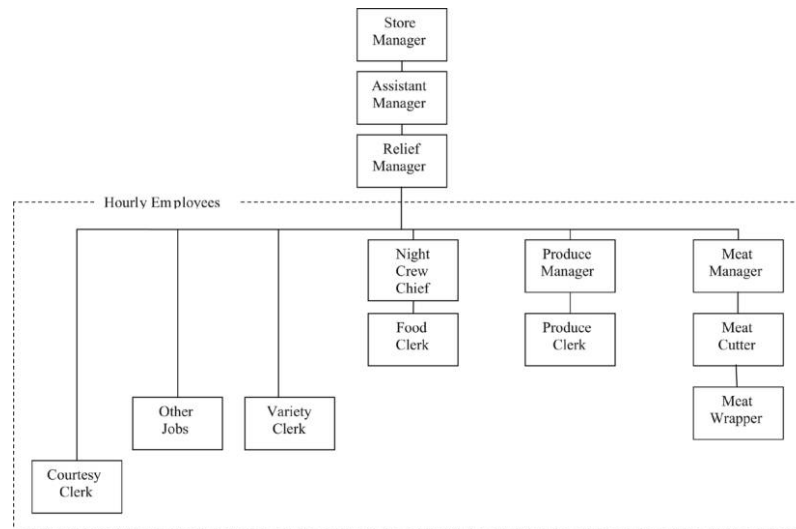 Store
Manager
Assistant
Manager
Relief
Manager
Hourly Employees
Night
Crew
Chief
Produce
Manager
Meat
Manager
Food
Clerk
Produce
Clerk
Meat
Cutter
Other
Jobs
Variety
Clerk
Meat
Wrapper
Courtesy
Clerk